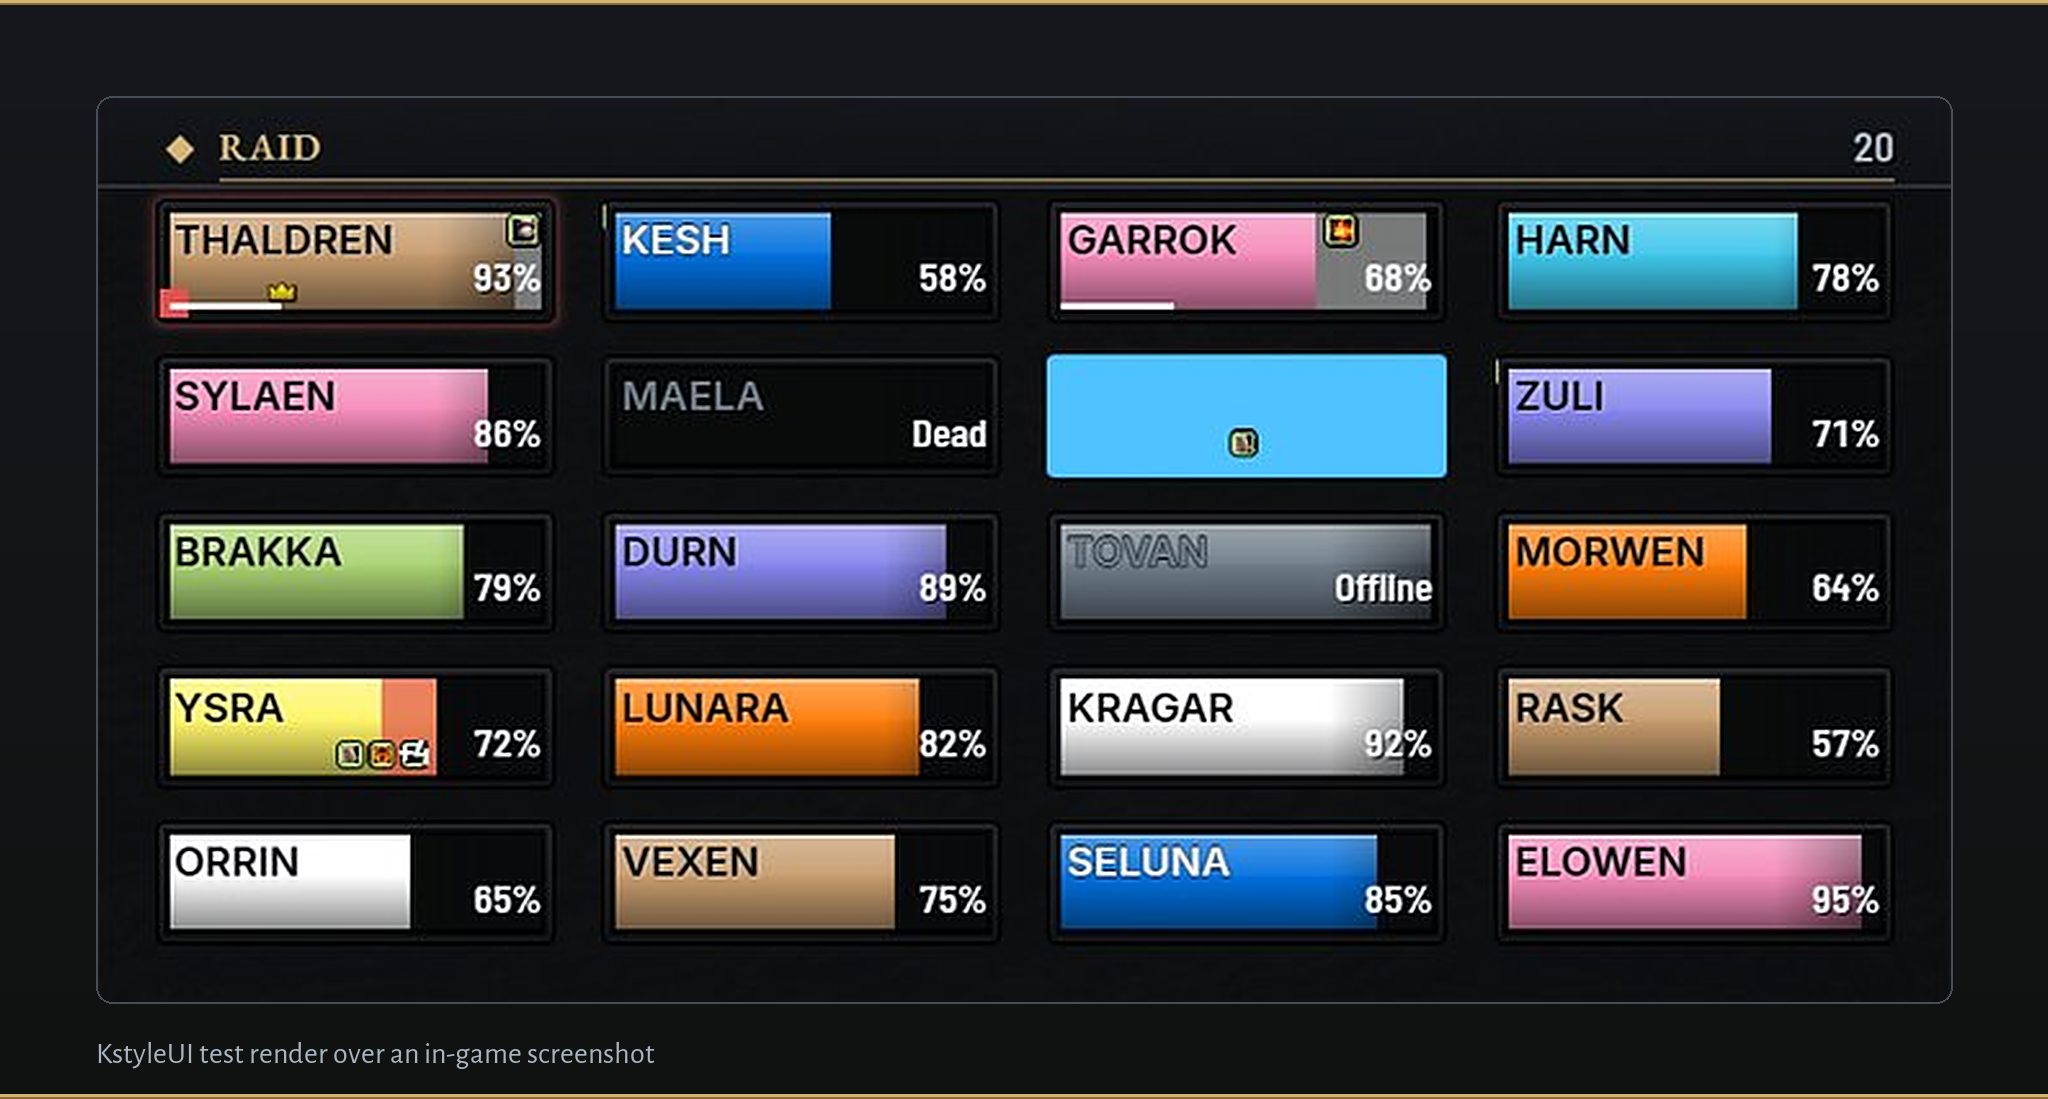 RAID 20
THALDREN
93%
KESH
58%
GARROK
68%
HARN
78%
SYLAEN
86%
MAELA
Dead
ZULI
71%
BRAKKA
79%
DURN
89%
TOVAN
Offline
MORWEN
64%
YSRA
72%
LUNARA
82%
KRAGAR
92%
RASK
57%
ORRIN
65%
VEXEN
75%
SELUNA
85%
ELOWEN
95%
KstyleUI test render over an in-game screenshot